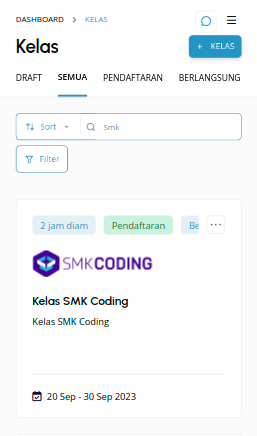 DASHBOARD > KELAS
Kelas
+ KELAS
DRAFT SEMUA PENDAFTARAN BERLANGSUNG
Sort Smk
Filter
2 jam diam Pendaftaran Be ...
SMKCODING
Kelas SMK Coding
Kelas SMK Coding
20 Sep - 30 Sep 2023